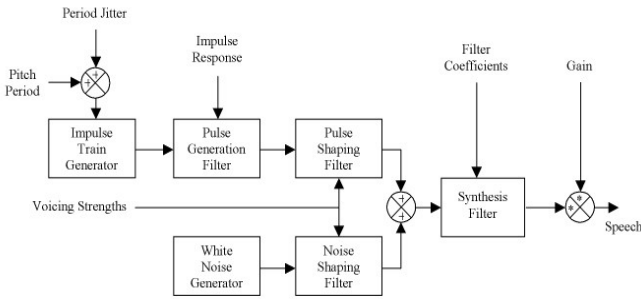 Period Jitter
Pitch
Period
+
+
Impulse
Response
Filter
Coefficients
Gain
Impulse
Train
Generator
Pulse
Generation
Filter
Pulse
Shaping
Filter
Voicing Strengths
+
+
Synthesis
Filter
*
*
Speech
White
Noise
Generator
Noise
Shaping
Filter